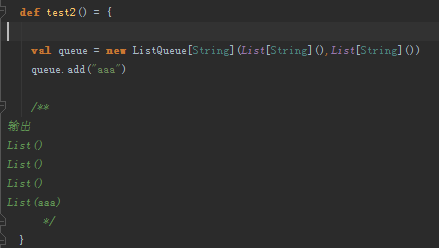 def test2() = {
val queue = new ListQueue[String](List[String](),List[String]())
queue.add("aaa")
/**
输出
List()
List()
List()
List(aaa)
*/
}